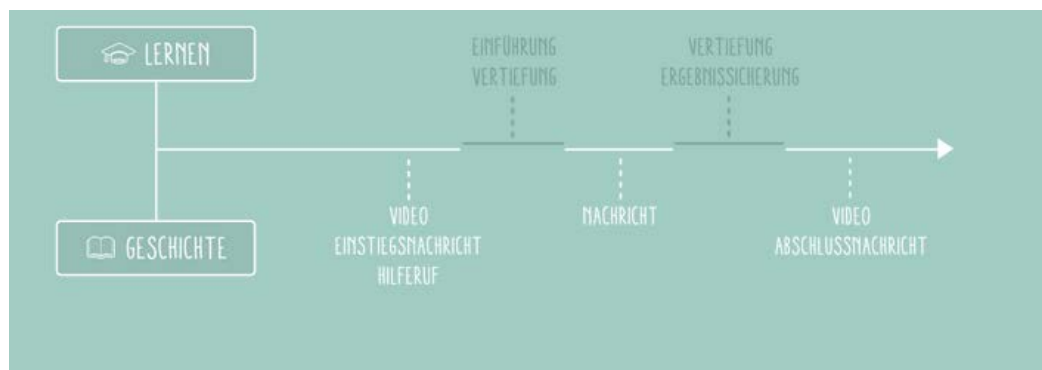 LERNEN
EINFÜHRUNG
VERTIEFUNG
VERTIEFUNG
ERGEBNISSICHERUNG
VIDEO
EINSTIEGSNACHRICHT
HILFERUF
NACHRICHT
VIDEO
ABSCHLUSSNACHRICHT
GESCHICHTE